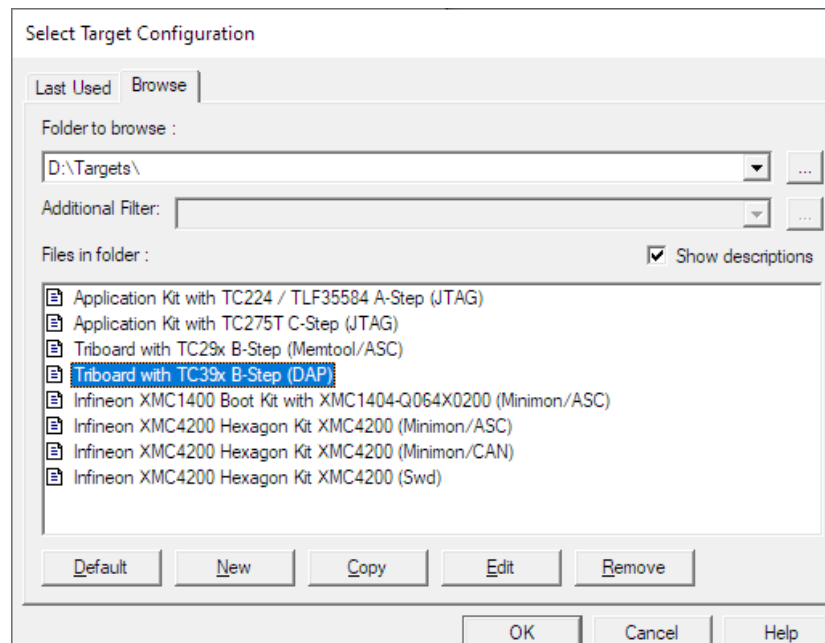 Select Target Configuration
Last Used Browse
Folder to browse :
D:\Targets\
...
Additional Filter:
...
Files in folder :
Show descriptions
Application Kit with TC224 / TLF35584 A-Step (JTAG)
Application Kit with TC275T C-Step (JTAG)
Triboard with TC29x B-Step (Memtool/ASC)
Triboard with TC39x B-Step (DAP)
Infineon XMC1400 Boot Kit with XMC1404-Q064X0200 (Minimon/ASC)
Infineon XMC4200 Hexagon Kit XMC4200 (Minimon/ASC)
Infineon XMC4200 Hexagon Kit XMC4200 (Minimon/CAN)
Infineon XMC4200 Hexagon Kit XMC4200 (Swd)
Default New Copy Edit Remove
OK Cancel Help